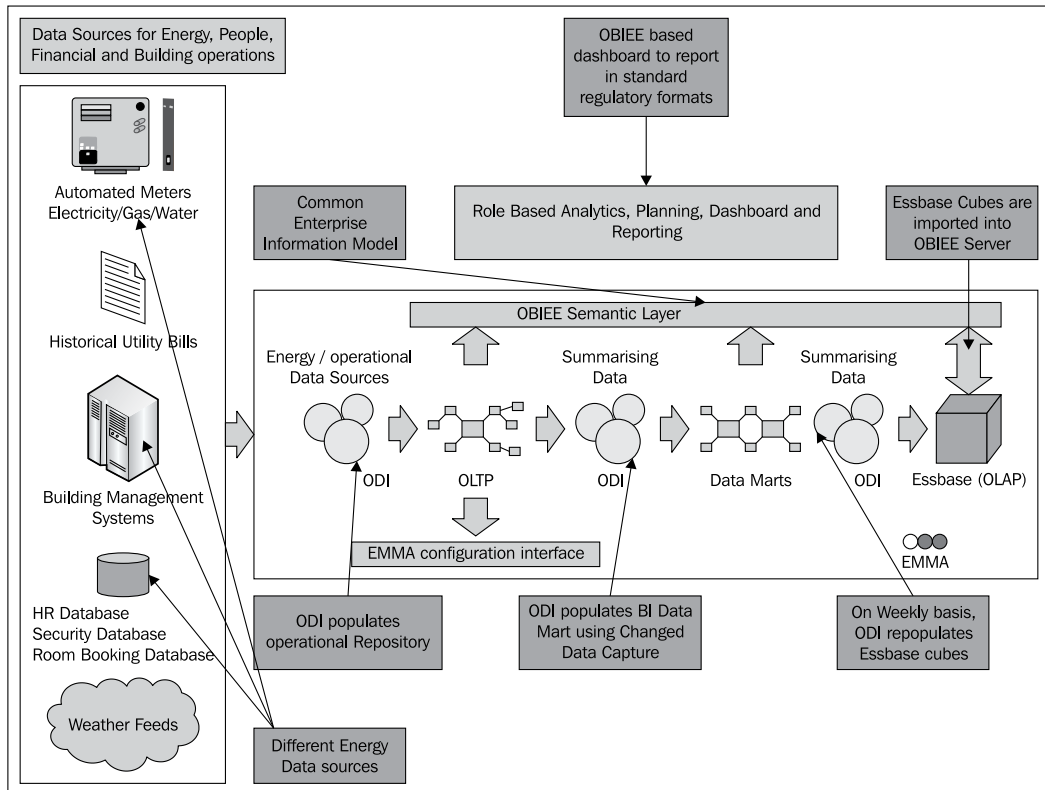 Data Sources for Energy, People,
Financial and Building operations
OBIEE based
dashboard to report
in standard
regulatory formats
Automated Meters
Electricity/Gas/Water
Historical Utility Bills
Building Management
Systems
HR Database
Security Database
Room Booking Database
Weather Feeds
Common
Enterprise
Information Model
Role Based Analytics, Planning, Dashboard and
Reporting
Essbase Cubes are
imported into
OBIEE Server
OBIEE Semantic Layer
Energy / operational
Data Sources
Summarising
Data
Summarising
Data
ODI
OLTP
ODI
Data Marts
ODI
Essbase (OLAP)
EMMA configuration interface
EMMA
ODI populates
operational Repository
ODI populates BI Data
Mart using Changed
Data Capture
On Weekly basis,
ODI repopulates
Essbase cubes
Different Energy
Data sources